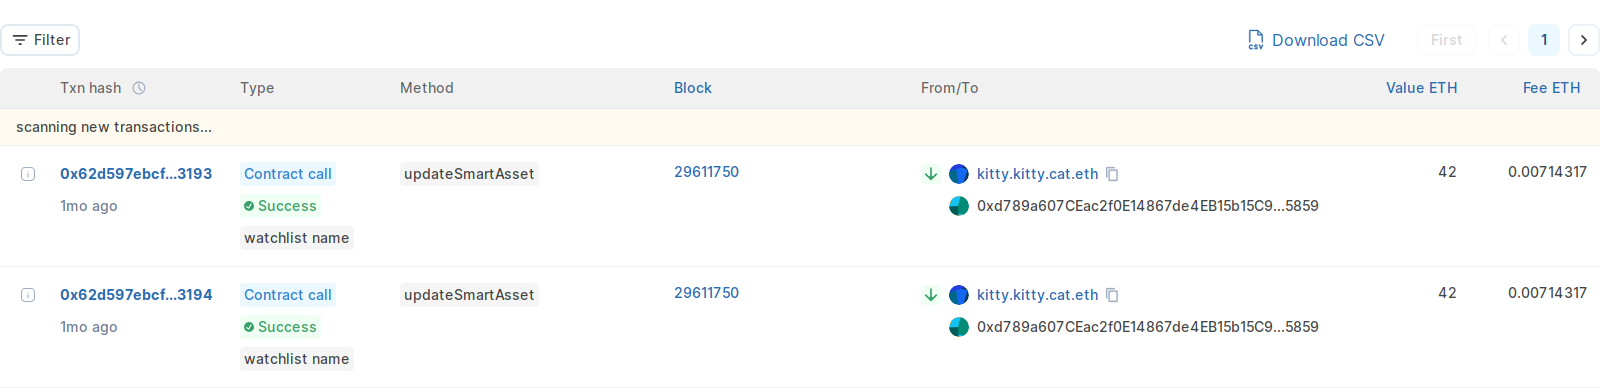 Filter
Download CSV First 1
Txn hash Type Method Block From/To Value ETH Fee ETH
scanning new transactions...
0x62d597ebcf...3193 Contract call updateSmartAsset 29611750 kitty.kitty.cat.eth 42 0.00714317
1mo ago Success 0xd789a607CEac2f0E14867de4EB15b15C9...5859
watchlist name
0x62d597ebcf...3194 Contract call updateSmartAsset 29611750 kitty.kitty.cat.eth 42 0.00714317
1mo ago Success 0xd789a607CEac2f0E14867de4EB15b15C9...5859
watchlist name